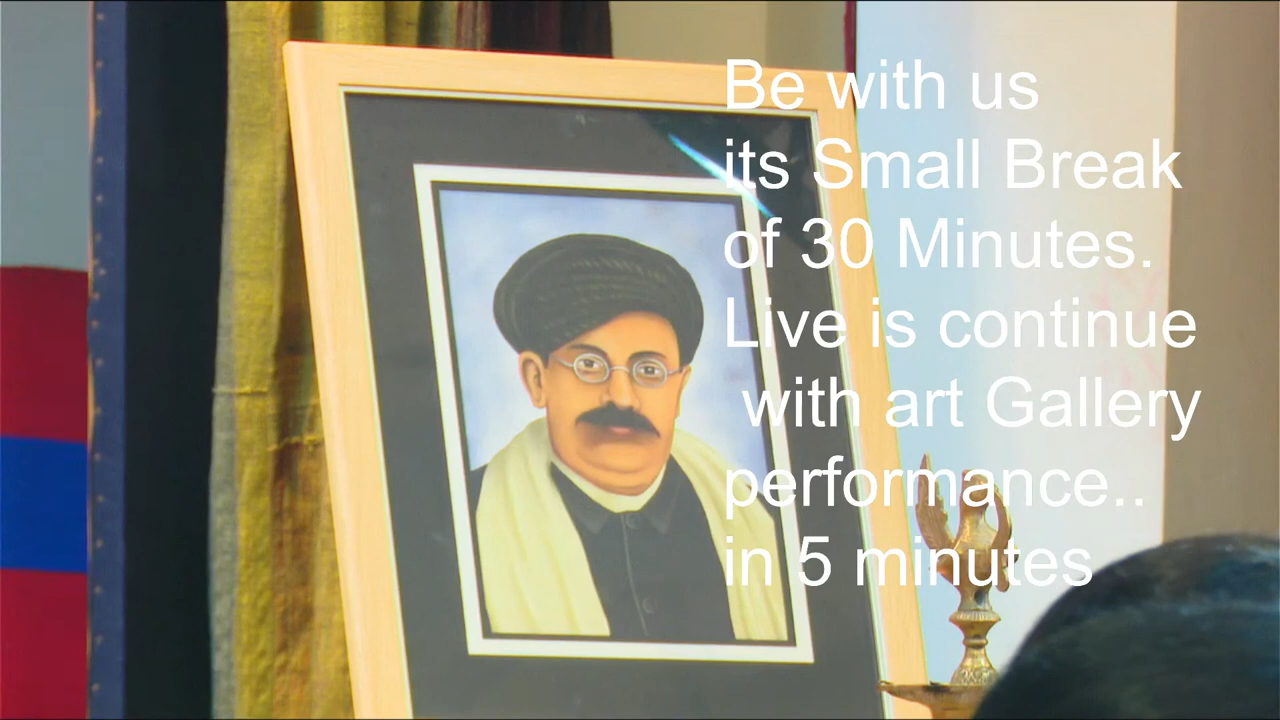 Be with us
its Small Break
of 30 Minutes.
Live is continue
with art Gallery
performance..
in 5 minutes